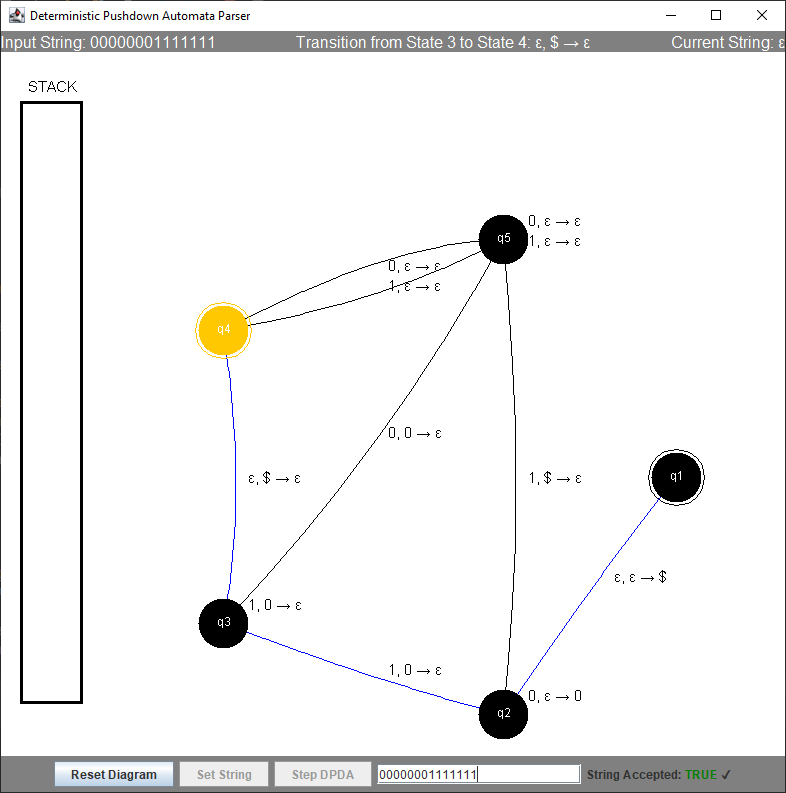 Deterministic Pushdown Automata Parser
Input String: 00000001111111
Transition from State 3 to State 4: ε, $ → ε
Current String: ε
STACK
q5
0, ε → ε
1, ε → ε
0, ε → ε
1, ε → ε
q4
0, 0 → ε
ε, $ → ε
1, $ → ε
q1
ε, ε → $
q3
1, 0 → ε
1, 0 → ε
q2
0, ε → 0
Reset Diagram
Set String
Step DPDA
00000001111111
String Accepted: TRUE ✓